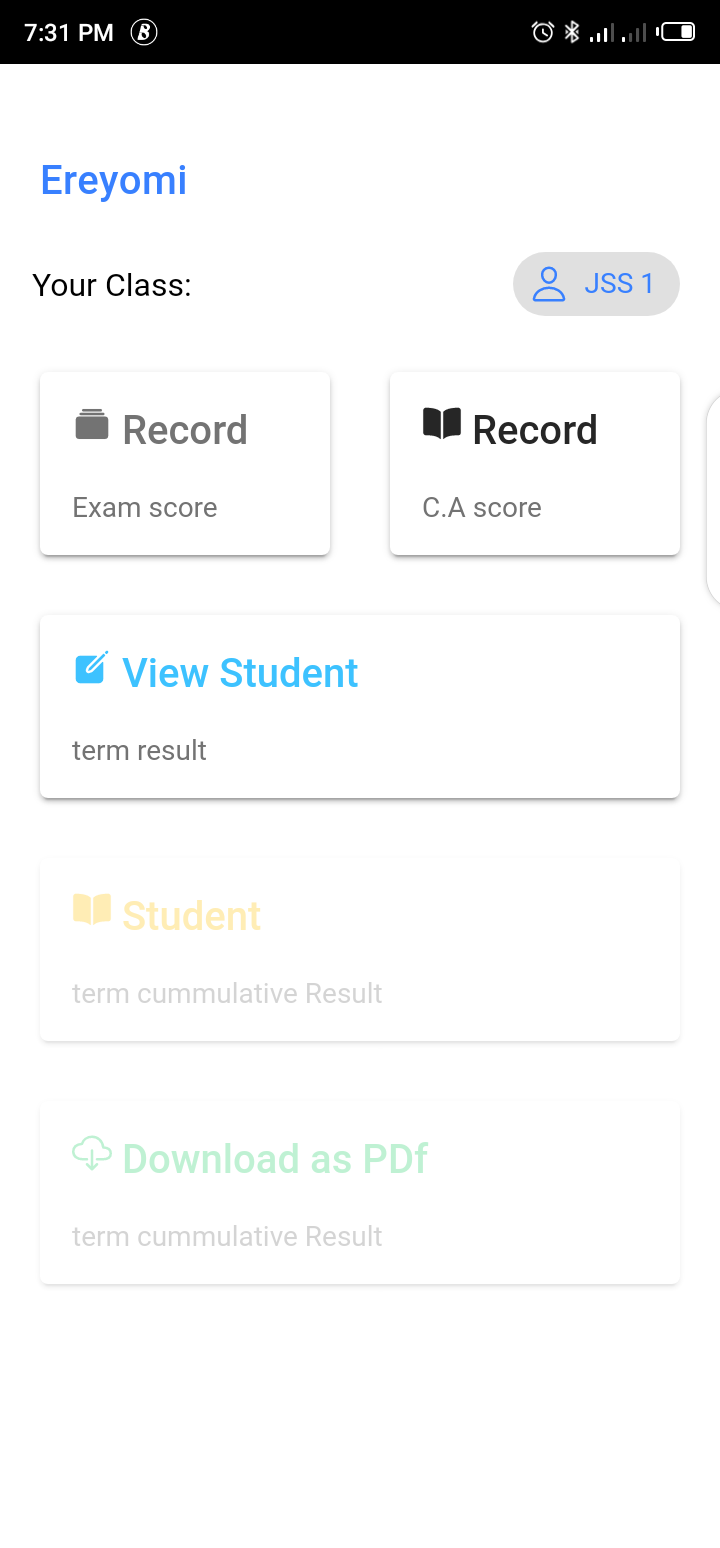 7:31 PM
Ereyomi
Your Class:
JSS 1
Record
Exam score
Record
C.A score
View Student
term result
Student
term cummulative Result
Download as PDf
term cummulative Result